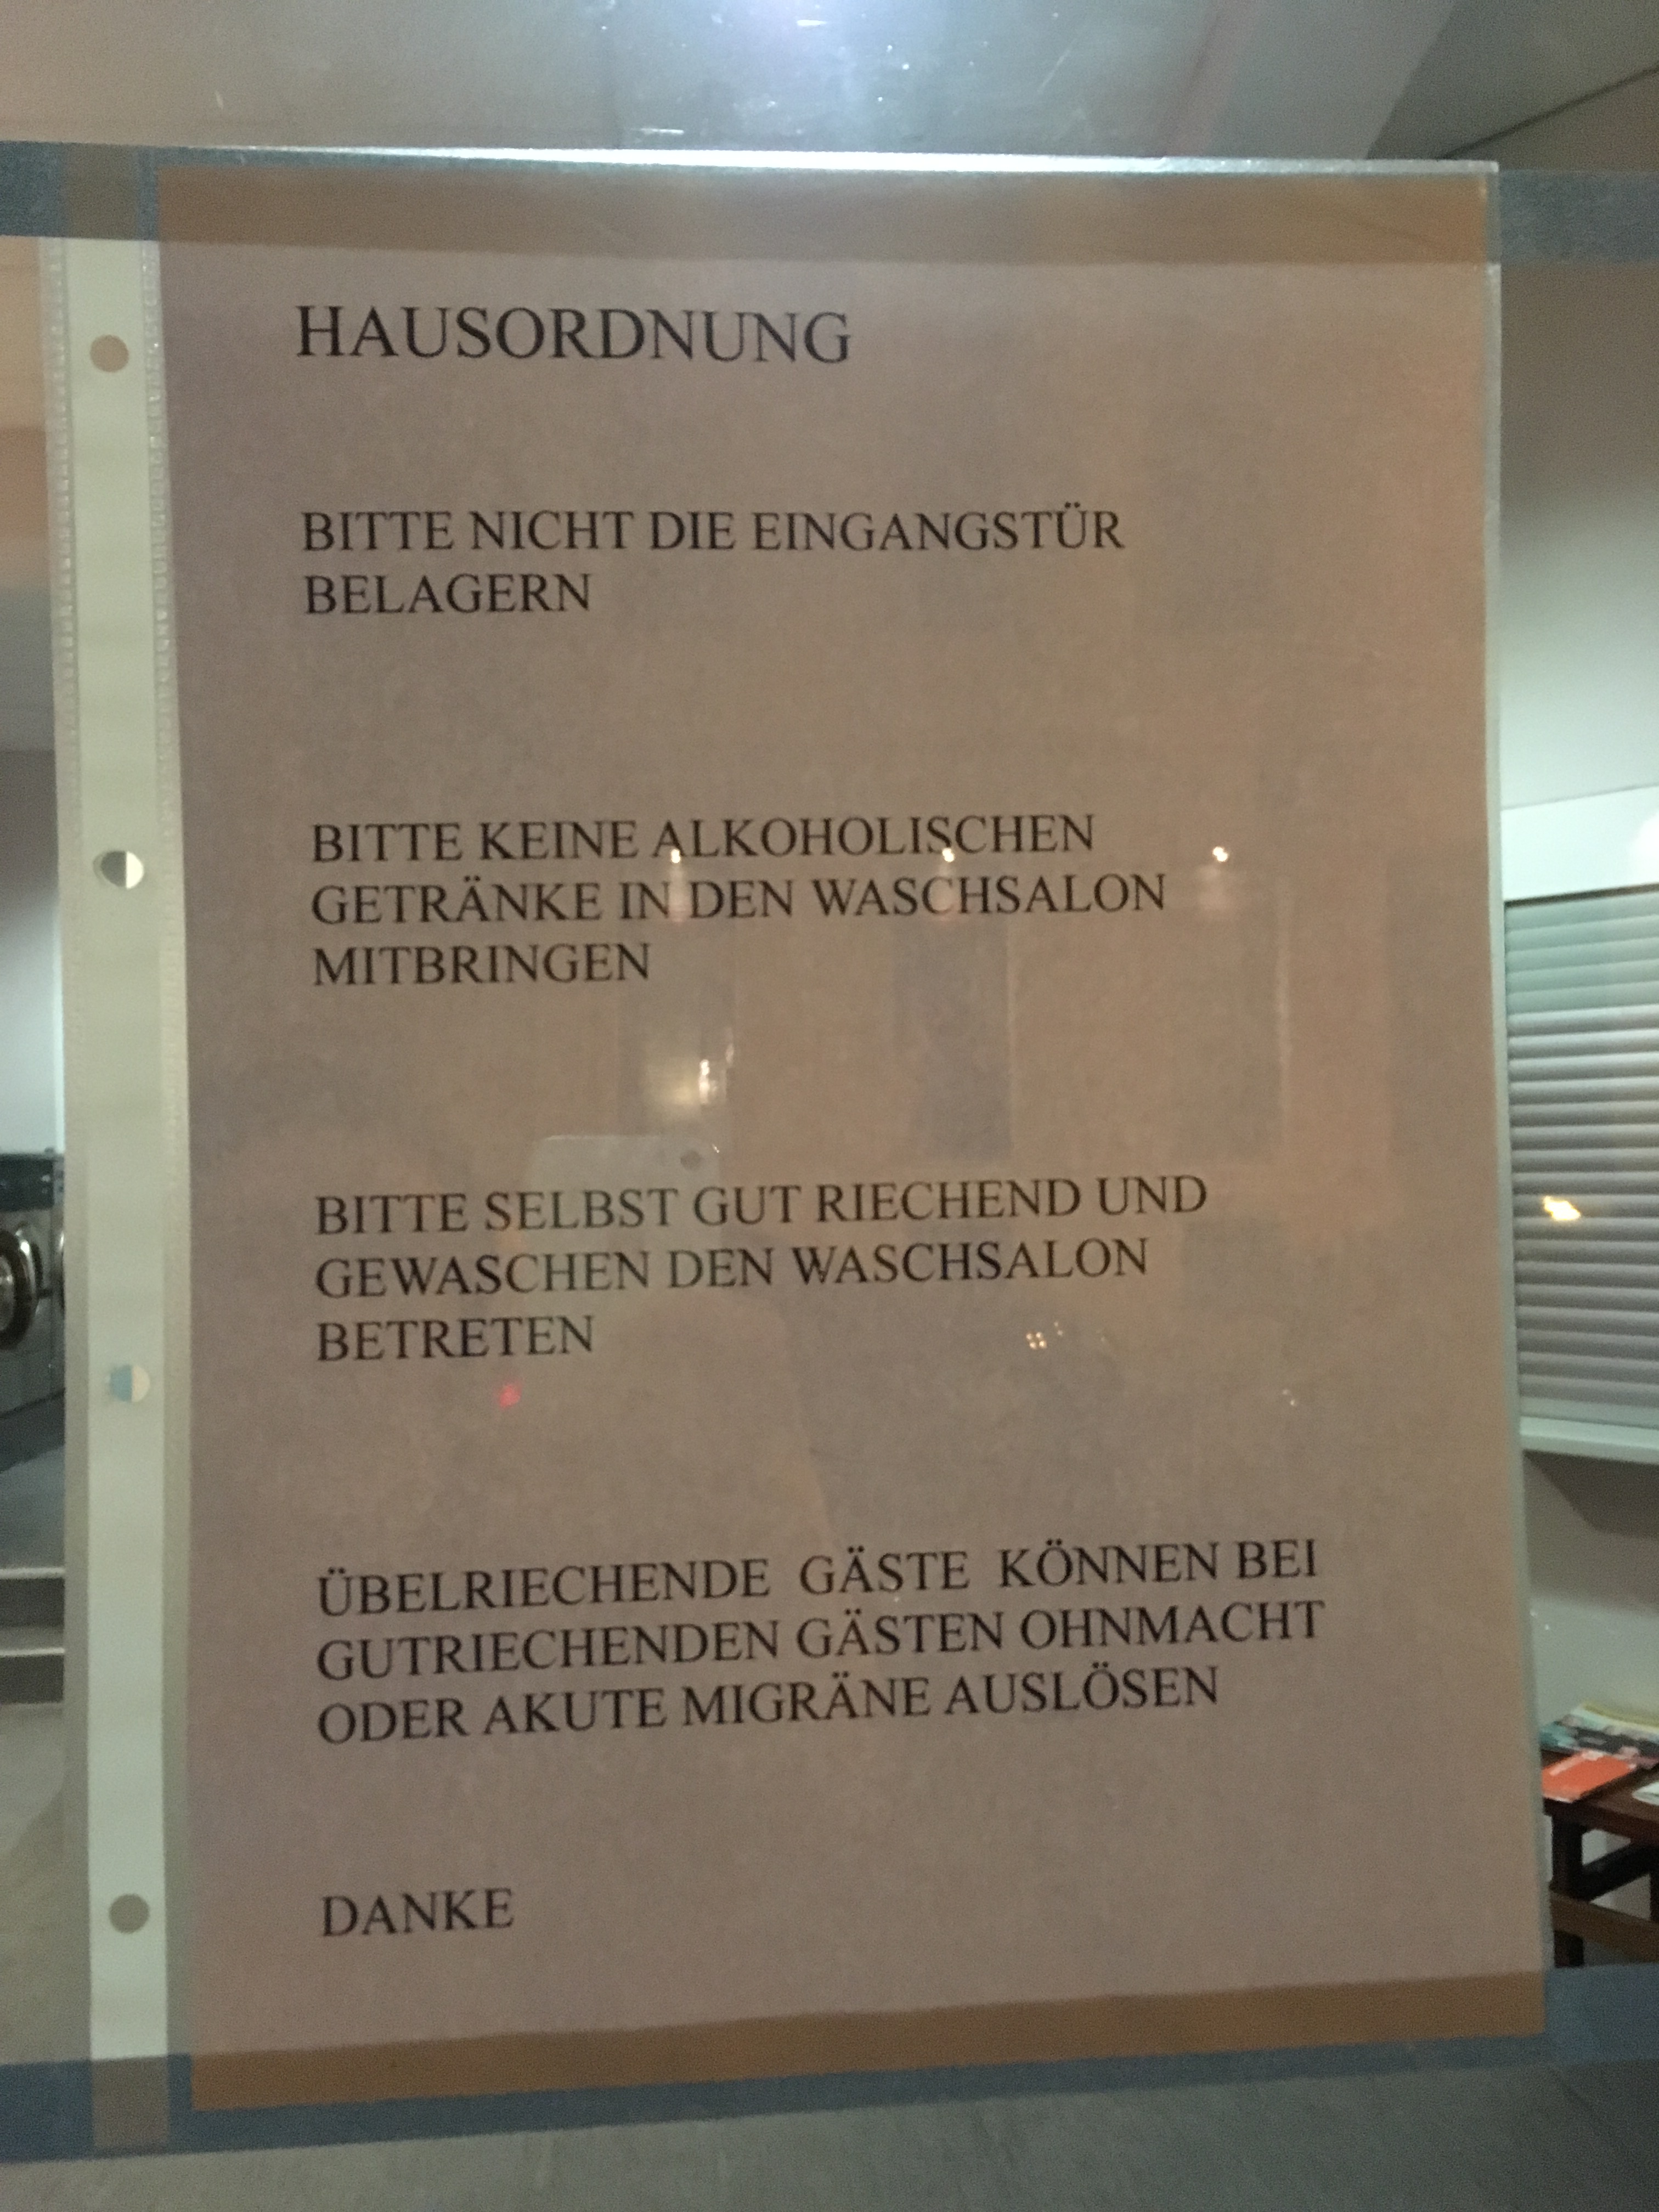 HAUSORDNUNG
BITTE NICHT DIE EINGANGSTÜR
BELAGERN
BITTE KEINE ALKOHOLISCHEN
GETRÄNKE IN DEN WASCHSALON
MITBRINGEN
BITTE SELBST GUT RIECHEND UND
GEWASCHEN DEN WASCHSALON
BETRETEN
ÜBELRIECHENDE GÄSTE KÖNNEN BEI
GUTRIECHENDEN GÄSTEN OHNMACHT
ODER AKUTE MIGRÄNE AUSLÖSEN
DANKE